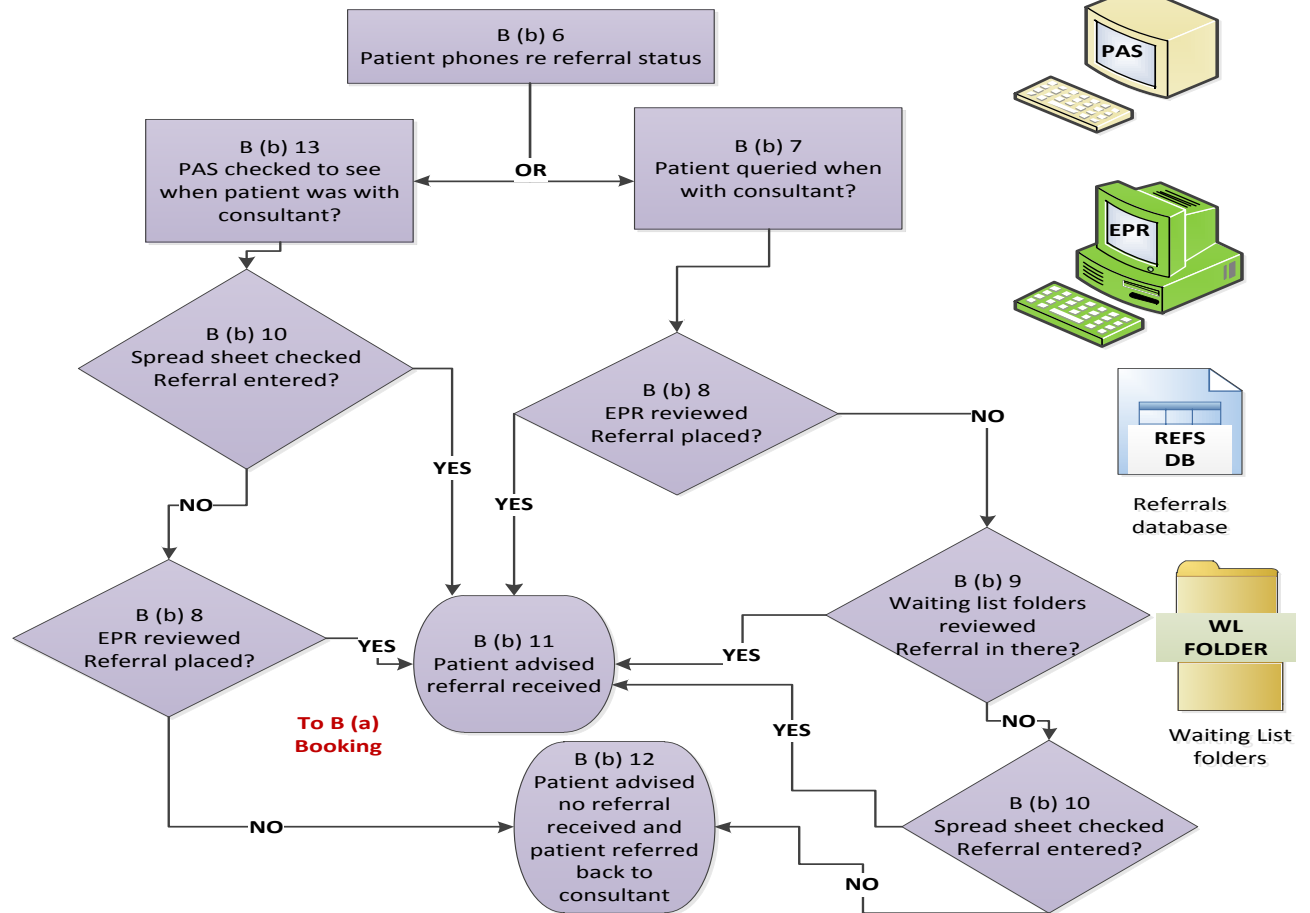 B (b) 6
Patient phones re referral status
PAS
B (b) 13
PAS checked to see
when patient was with
consultant?
OR
B (b) 7
Patient queried when
with consultant?
EPR
B (b) 10
Spread sheet checked
Referral entered?
B (b) 8
EPR reviewed
Referral placed?
NO
REFS
DB
Referrals
database
YES
YES
NO
B (b) 8
EPR reviewed
Referral placed?
YES
B (b) 11
Patient advised
referral received
YES
B (b) 9
Waiting list folders
reviewed
Referral in there?
WL
FOLDER
Waiting List
folders
To B (a)
Booking
YES
NO
B (b) 12
Patient advised
no referral
received and
patient referred
back to
consultant
NO
B (b) 10
Spread sheet checked
Referral entered?
NO